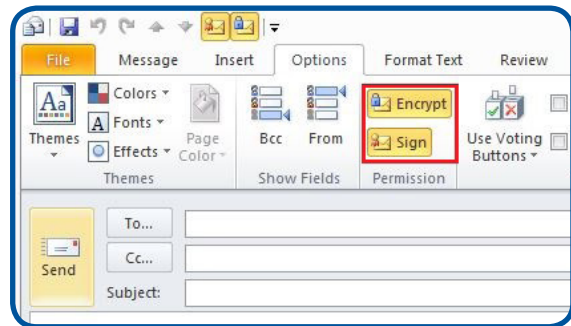 File Message Insert Options Format Text Review
Aa
Themes
Colors
A Fonts
Effects
Page
Color
Bcc
From
Encrypt
Sign
Use Voting
Buttons
Themes Show Fields Permission
Send
To...
Cc...
Subject: